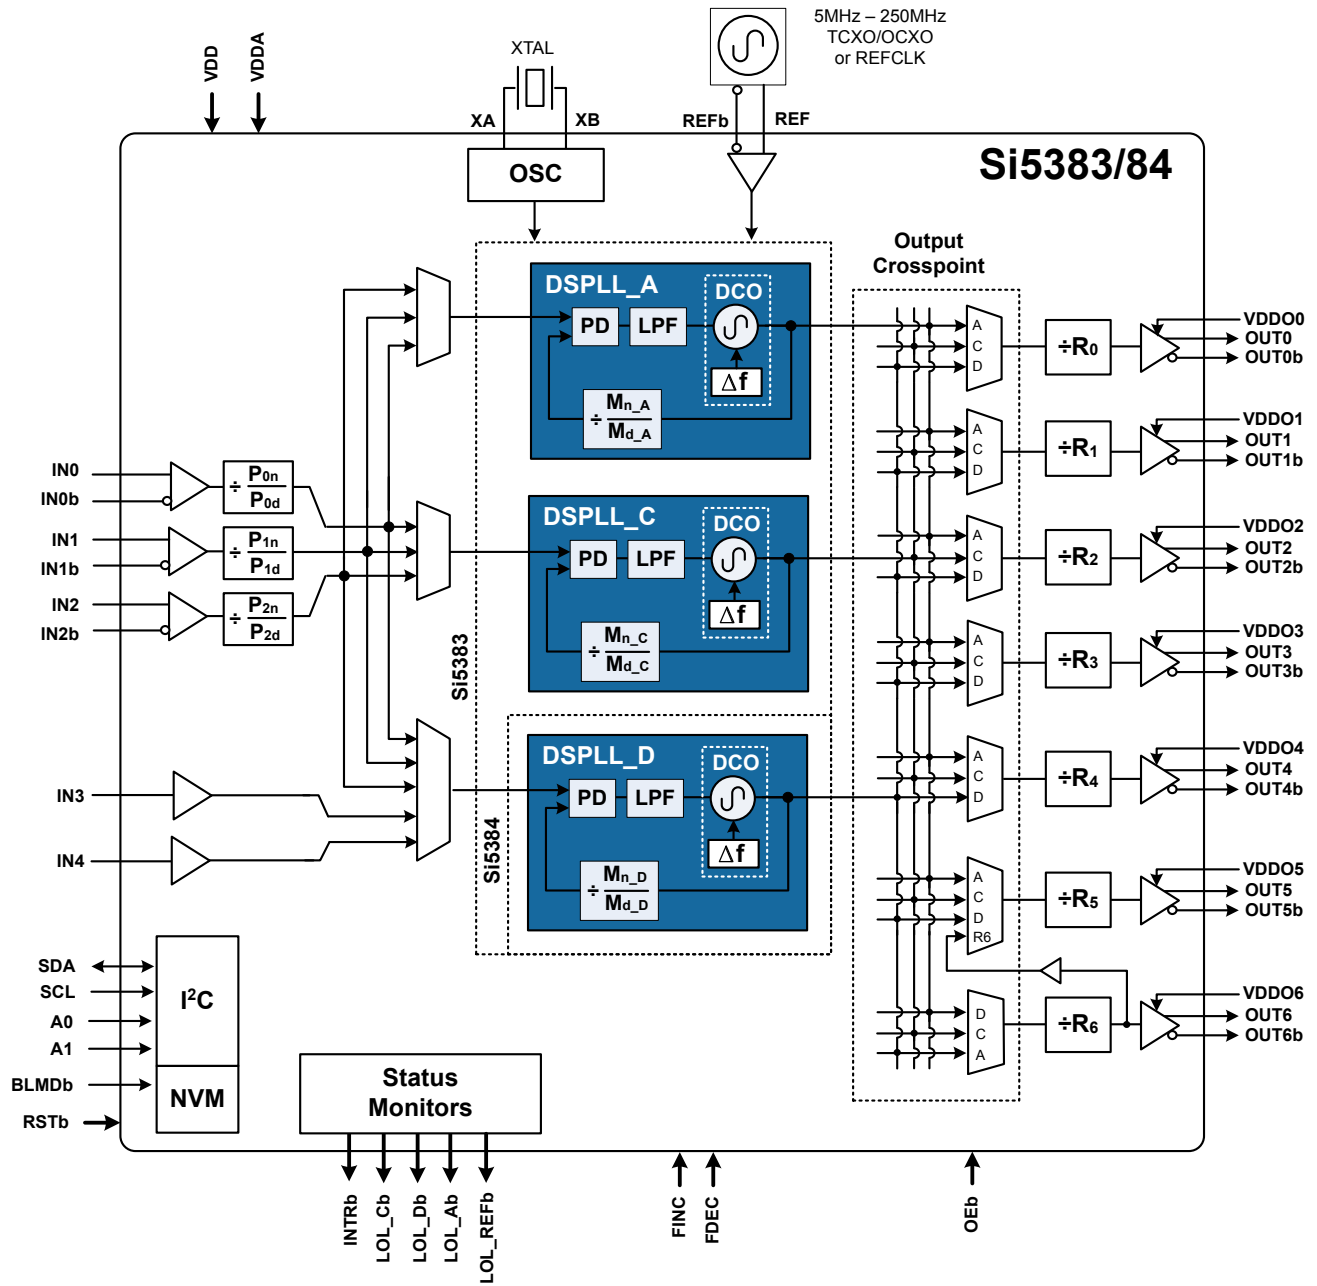 5MHz – 250MHz
TCXO/OCXO
or REFCLK
XTAL
VDD
VDDA
XA
XB
REFb
REF
OSC
Si5383/84
Output
Crosspoint
DSPLL_A
DCO
PD
LPF
Δf
÷ Mn_A
Md_A
DSPLL_C
DCO
PD
LPF
Δf
÷ Mn_C
Md_C
DSPLL_D
DCO
PD
LPF
Δf
÷ Mn_D
Md_D
Si5383
Si5384
IN0
IN0b
÷ P0n
P0d
IN1
IN1b
÷ P1n
P1d
IN2
IN2b
÷ P2n
P2d
IN3
IN4
A
C
D
÷R0
VDDO0
OUT0
OUT0b
A
C
D
÷R1
VDDO1
OUT1
OUT1b
A
C
D
÷R2
VDDO2
OUT2
OUT2b
A
C
D
÷R3
VDDO3
OUT3
OUT3b
A
C
D
÷R4
VDDO4
OUT4
OUT4b
A
C
D
R6
÷R5
VDDO5
OUT5
OUT5b
D
C
A
÷R6
VDDO6
OUT6
OUT6b
SDA
SCL
A0
A1
BLMDb
RSTb
I2C
NVM
Status
Monitors
INTRb
LOL_Cb
LOL_Db
LOL_Ab
LOL_REFb
FINC
FDEC
OEb